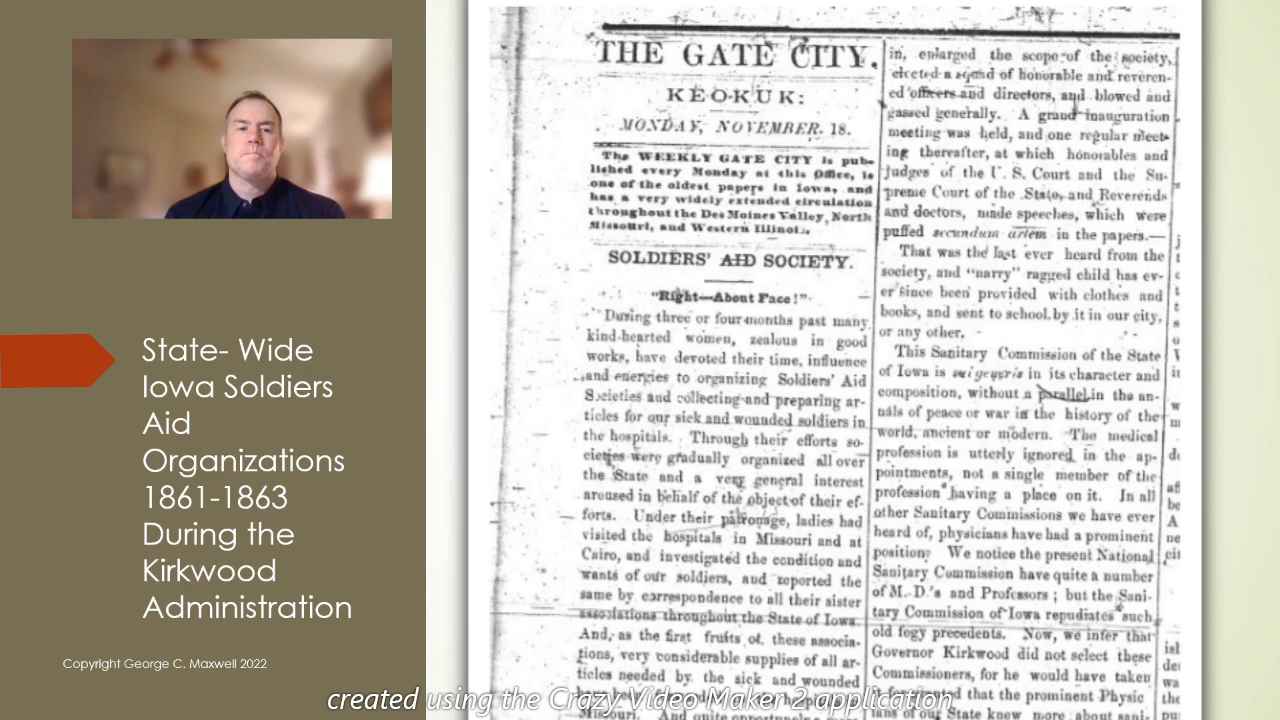 State- Wide
Iowa Soldiers
Aid
Organizations
1861-1863
During the
Kirkwood
Administration
Copyright George C. Maxwell 2022
THE GATE CITY.
KEOKUK:
MONDAY, NOVEMBER. 18.
The WEEKLY GATE CITY is pub-
lished every Monday at this Office, is
one of the oldest papers in Iowa, and
has a very widely extended circulation
throughout the Des Moines Valley, North
Missouri, and Western Illinois.
SOLDIERS' AID SOCIETY.
"Right—About Face!"
During three or four months past many
kind-hearted women, zealous in good
works, have devoted their time, influence
and energies to organizing Soldiers' Aid
Societies and collecting and preparing ar-
ticles for our sick and wounded soldiers in
the hospitals. Through their efforts so-
cieties were gradually organized all over
the State and a very general interest
aroused in behalf of the object of their ef-
forts. Under their patronage, ladies had
visited the hospitals in Missouri and at
Cairo, and investigated the condition and
wants of our soldiers, and reported the
same by correspondence to all their sister
associations throughout the State of Iowa.
And, as the first fruits of these associa-
tions, very considerable supplies of all ar-
ticles needed by the sick and wounded
Missouri. And quite
in, enlarged the scope of the society,
elected a squad of honorable and reveren-
ed officers and directors, and blowed and
gassed generally. A grand inauguration
meeting was held, and one regular meet-
ing thereafter, at which honorables and
Judges of the U. S. Court and the Su-
preme Court of the State, and Reverends
and doctors, made speeches, which were
puffed secundum artem in the papers.—
That was the last ever heard from the
society, and "narry" ragged child has ev-
er since been provided with clothes and
books, and sent to school by it in our city,
or any other.
This Sanitary Commission of the State
of Iowa is sui generis in its character and
composition, without a parallel in the an-
nals of peace or war in the history of the
world, ancient or modern. The medical
profession is utterly ignored in the ap-
pointments, not a single member of the
profession having a place on it. In all
other Sanitary Commissions we have ever
heard of, physicians have had a prominent
position? We notice the present National
Sanitary Commission have quite a number
of M. D.'s and Professors; but the Sani-
tary Commission of Iowa repudiates such
old fogy precedents. Now, we infer that
Governor Kirkwood did not select these
Commissioners, for he would have taken
that the prominent Physic
ians of our State know more about sani-
created using the Crazy Video Maker 2 application